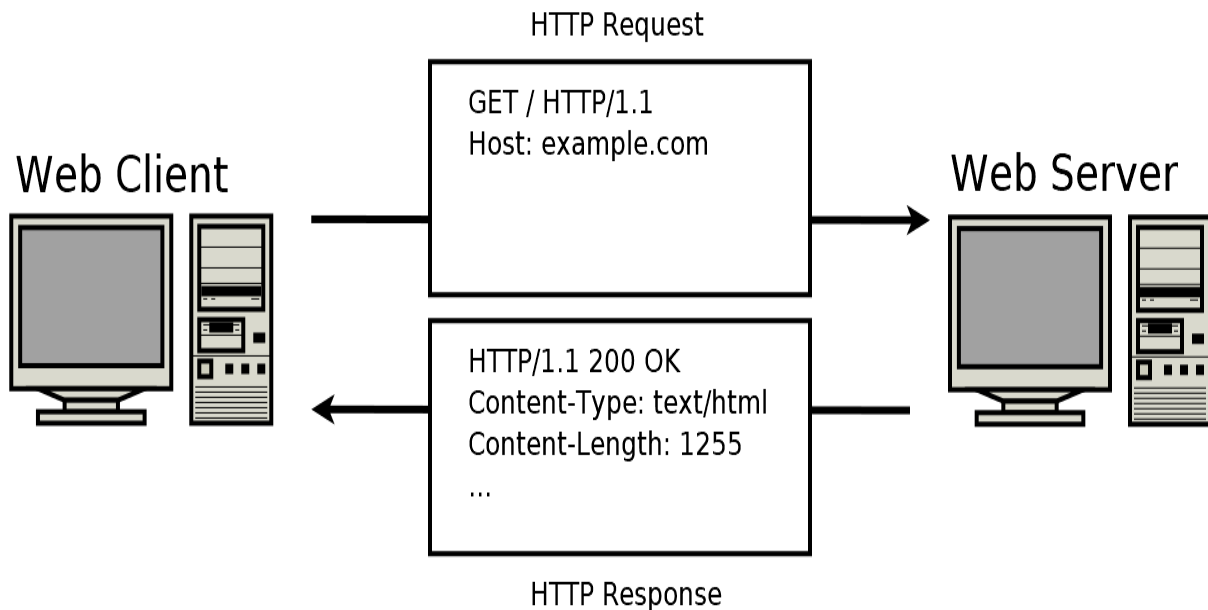 HTTP Request
GET / HTTP/1.1
Host: example.com
Web Client
Web Server
HTTP/1.1 200 OK
Content-Type: text/html
Content-Length: 1255
...
HTTP Response